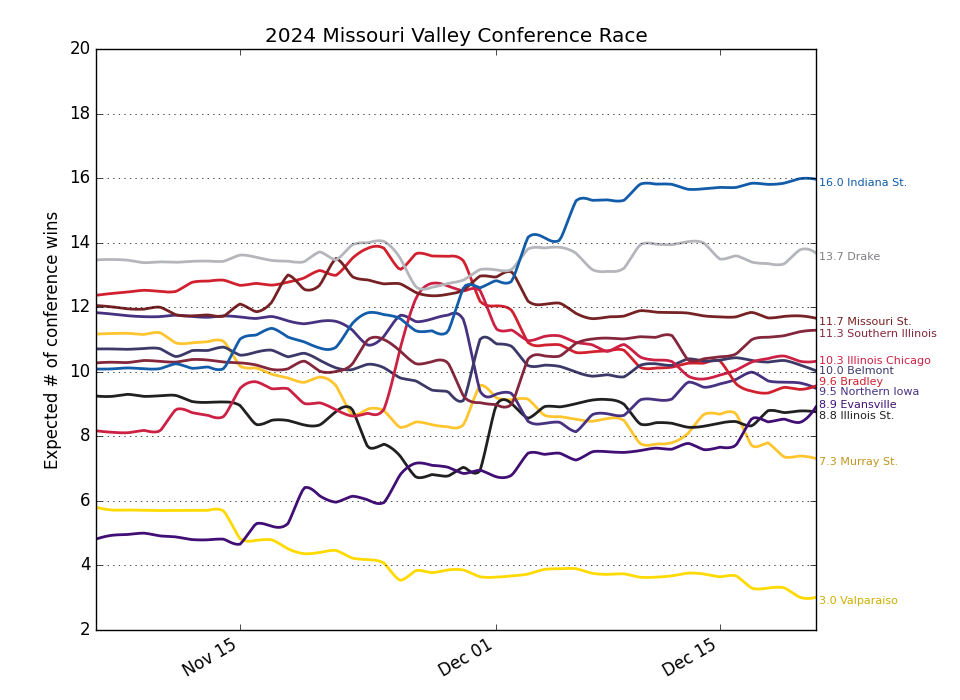 2024 Missouri Valley Conference Race
Expected # of conference wins
20
18
16
14
12
10
8
6
4
2
16.0 Indiana St.
13.7 Drake
11.7 Missouri St.
11.3 Southern Illinois
10.3 Illinois Chicago
10.0 Belmont
9.6 Bradley
9.5 Northern Iowa
8.9 Evansville
8.8 Illinois St.
7.3 Murray St.
3.0 Valparaiso
Nov 15
Dec 01
Dec 15